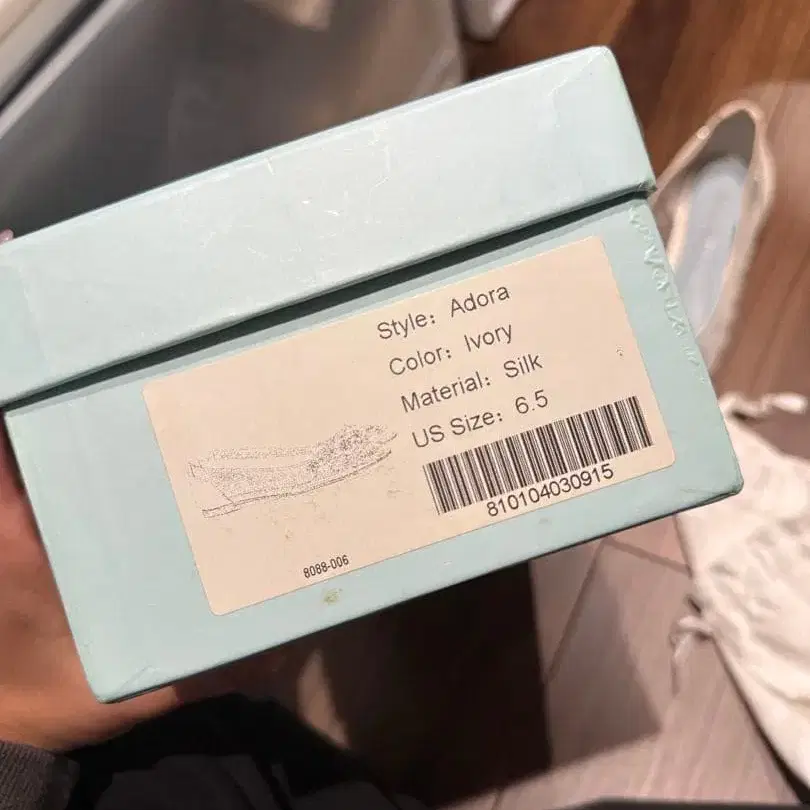 Style: Adora
Color: Ivory
Material: Silk
US Size: 6.5
810104030915
8088-006